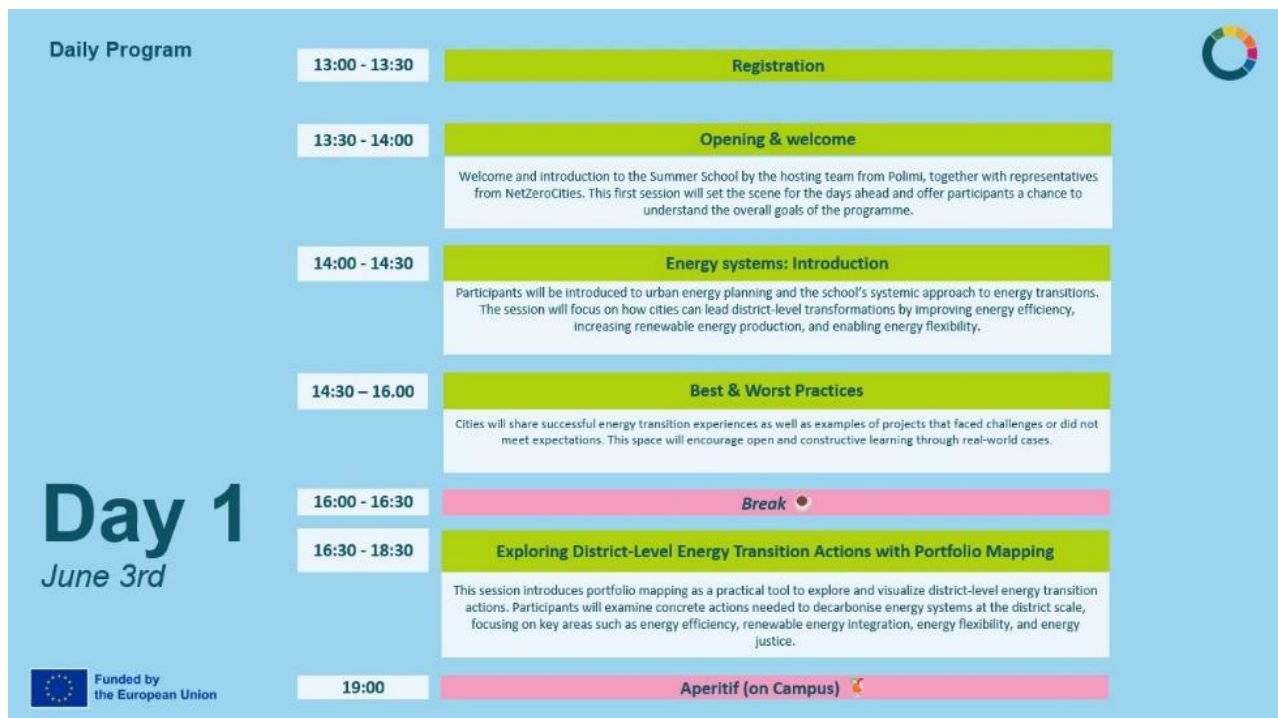 Daily Program
13:00 - 13:30
Registration
13:30 - 14:00
Opening & welcome
Welcome and introduction to the Summer School by the hosting team from Polimi, together with representatives
from NetZeroCities. This first session will set the scene for the days ahead and offer participants a chance to
understand the overall goals of the programme.
14:00 - 14:30
Energy systems: Introduction
Participants will be introduced to urban energy planning and the school's systemic approach to energy transitions.
The session will focus on how cities can lead district-level transformations by improving energy efficiency,
increasing renewable energy production, and enabling energy flexibility.
14:30 – 16.00
Best & Worst Practices
Cities will share successful energy transition experiences as well as examples of projects that faced challenges or did not
meet expectations. This space will encourage open and constructive learning through real-world cases.
Day 1
June 3rd
16:00 - 16:30
Break
16:30 - 18:30
Exploring District-Level Energy Transition Actions with Portfolio Mapping
This session introduces portfolio mapping as a practical tool to explore and visualize district-level energy transition
actions. Participants will examine concrete actions needed to decarbonise energy systems at the district scale,
focusing on key areas such as energy efficiency, renewable energy integration, energy flexibility, and energy
justice.
19:00
Aperitif (on Campus)
Funded by
the European Union